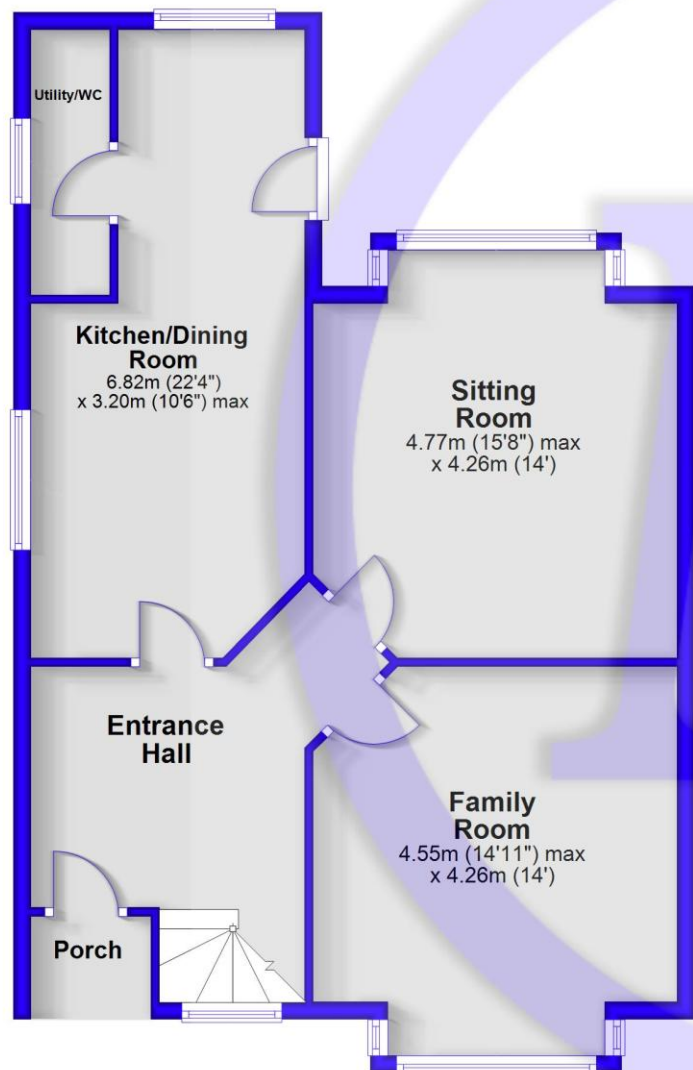 Utility/WC
Kitchen/Dining
Room
6.82m (22'4")
x 3.20m (10'6") max
Sitting
Room
4.77m (15'8") max
x 4.26m (14')
Entrance
Hall
Family
Room
4.55m (14'11") max
x 4.26m (14')
Porch